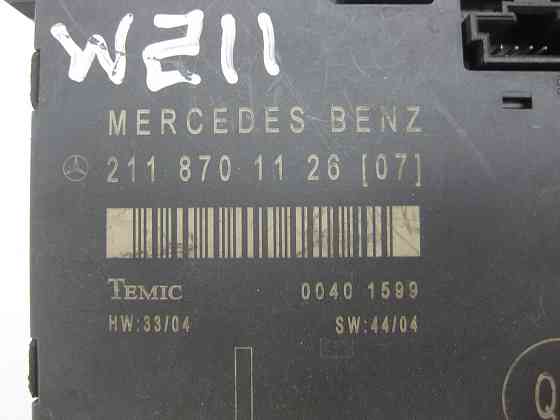 W211
MERCEDES BENZ
211 870 11 26 [07]
TEMIC 0040 1599
HW:33/04 SW:44/04
Q